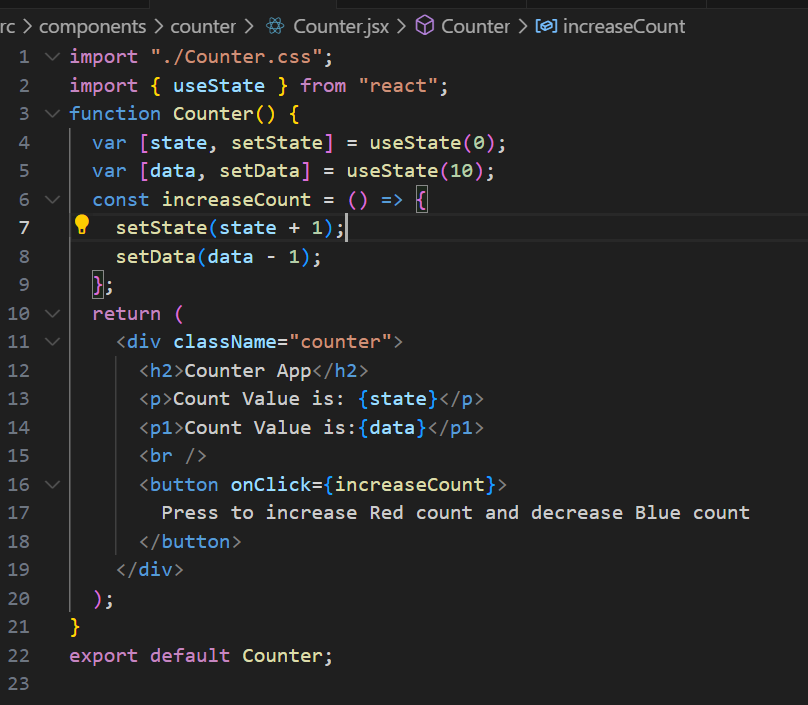 rc > components > counter > Counter.jsx > Counter > increaseCount
1 import "./Counter.css";
2 import { useState } from "react";
3 function Counter() {
4   var [state, setState] = useState(0);
5   var [data, setData] = useState(10);
6   const increaseCount = () => {
7     setState(state + 1);
8     setData(data - 1);
9   };
10   return (
11     <div className="counter">
12       <h2>Counter App</h2>
13       <p>Count Value is: {state}</p>
14       <p1>Count Value is:{data}</p1>
15       <br />
16       <button onClick={increaseCount}>
17         Press to increase Red count and decrease Blue count
18       </button>
19     </div>
20   );
21 }
22 export default Counter;
23